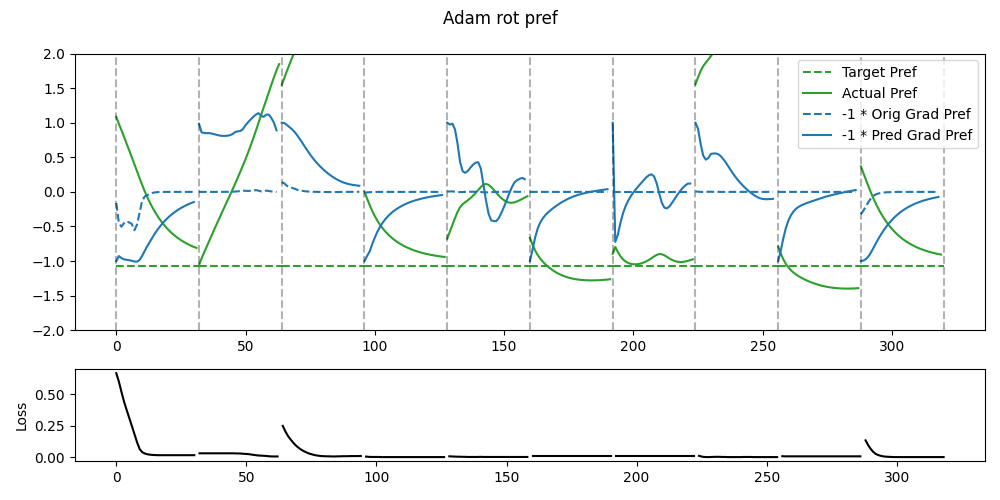 Adam rot pref
2.0
1.5
1.0
0.5
0.0
−0.5
−1.0
−1.5
−2.0
Target Pref
Actual Pref
-1 * Orig Grad Pref
-1 * Pred Grad Pref
0 50 100 150 200 250 300
Loss
0.50
0.25
0.00
0 50 100 150 200 250 300